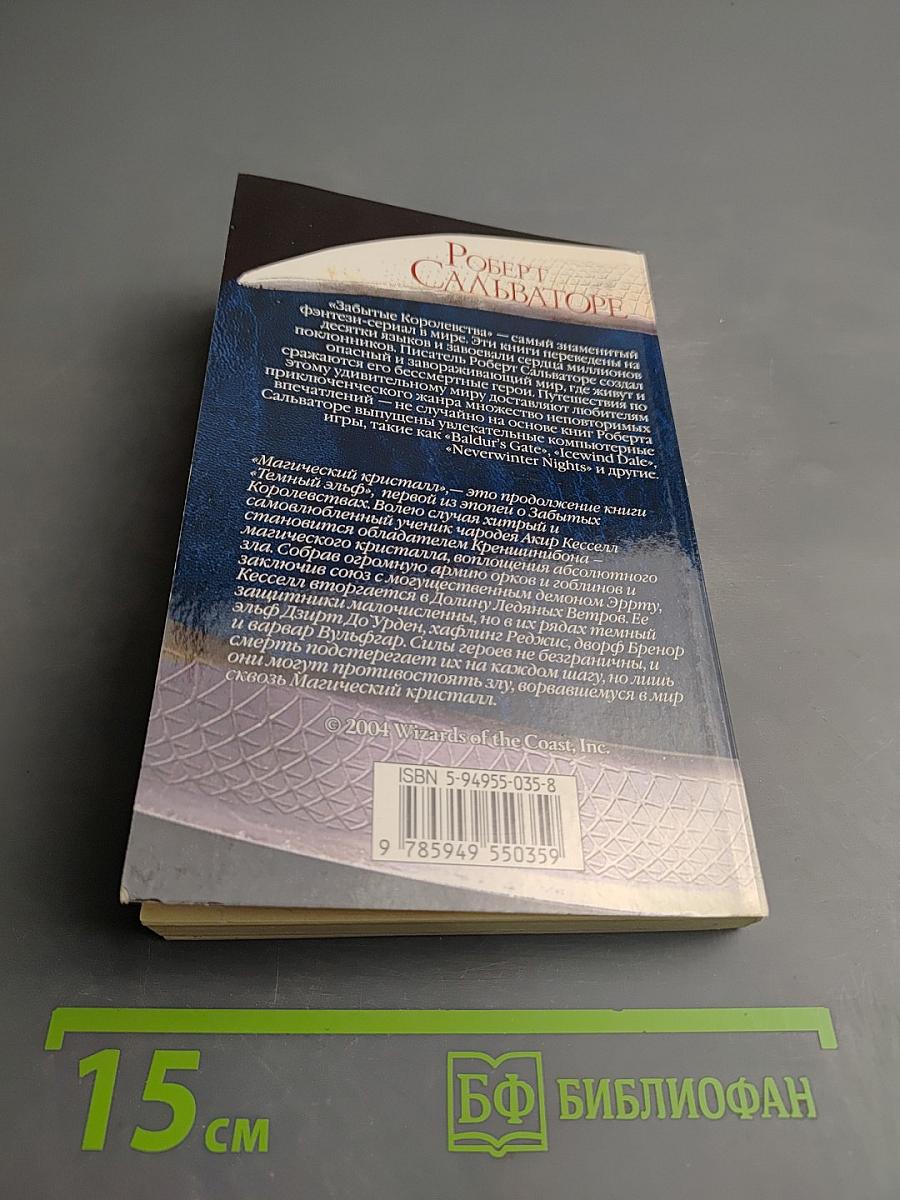 Роберт
Сальваторе
«Забытые Королевства» — самый знаменитый
фэнтези-сериал в мире. Эти книги переведены на
десятки языков и завоевали сердца миллионов
поклонников. Писатель Роберт Сальваторе создал
опасный и завораживающий мир, где живут и
сражаются его бессмертные герои. Путешествия по
этому удивительному миру доставляют любителям
приключенческого жанра множество неповторимых
впечатлений — не случайно на основе книг Роберта
Сальваторе выпущены увлекательные компьютерные
игры, такие как «Baldur's Gate», «Icewind Dale»,
«Neverwinter Nights» и другие.
«Магический кристалл», — это продолжение книги
«Темный эльф», первой из эпопеи о Забытых
Королевствах. Волею случая хитрый и
самовлюбленный ученик чародея Акир Кесселл
становится обладателем Креншинибона –
магического кристалла, воплощения абсолютного
зла. Собрав огромную армию орков и гоблинов и
заключив союз с могущественным демоном Эррту,
Кесселл вторгается в Долину Ледяных Ветров. Ее
защитники малочисленны, но в их рядах темный
эльф Дзирт До'Урден, хафлинг Реджис, дворф Бренор
и варвар Вульфгар. Силы героев не безграничны, и
смерть подстерегает их на каждом шагу, но лишь
они могут противостоять злу, ворвавшемуся в мир
сквозь Магический кристалл.
© 2004 Wizards of the Coast, Inc.
ISBN 5-94955-035-8
9 785949 550359
15 см
БФ БИБЛИОФАН